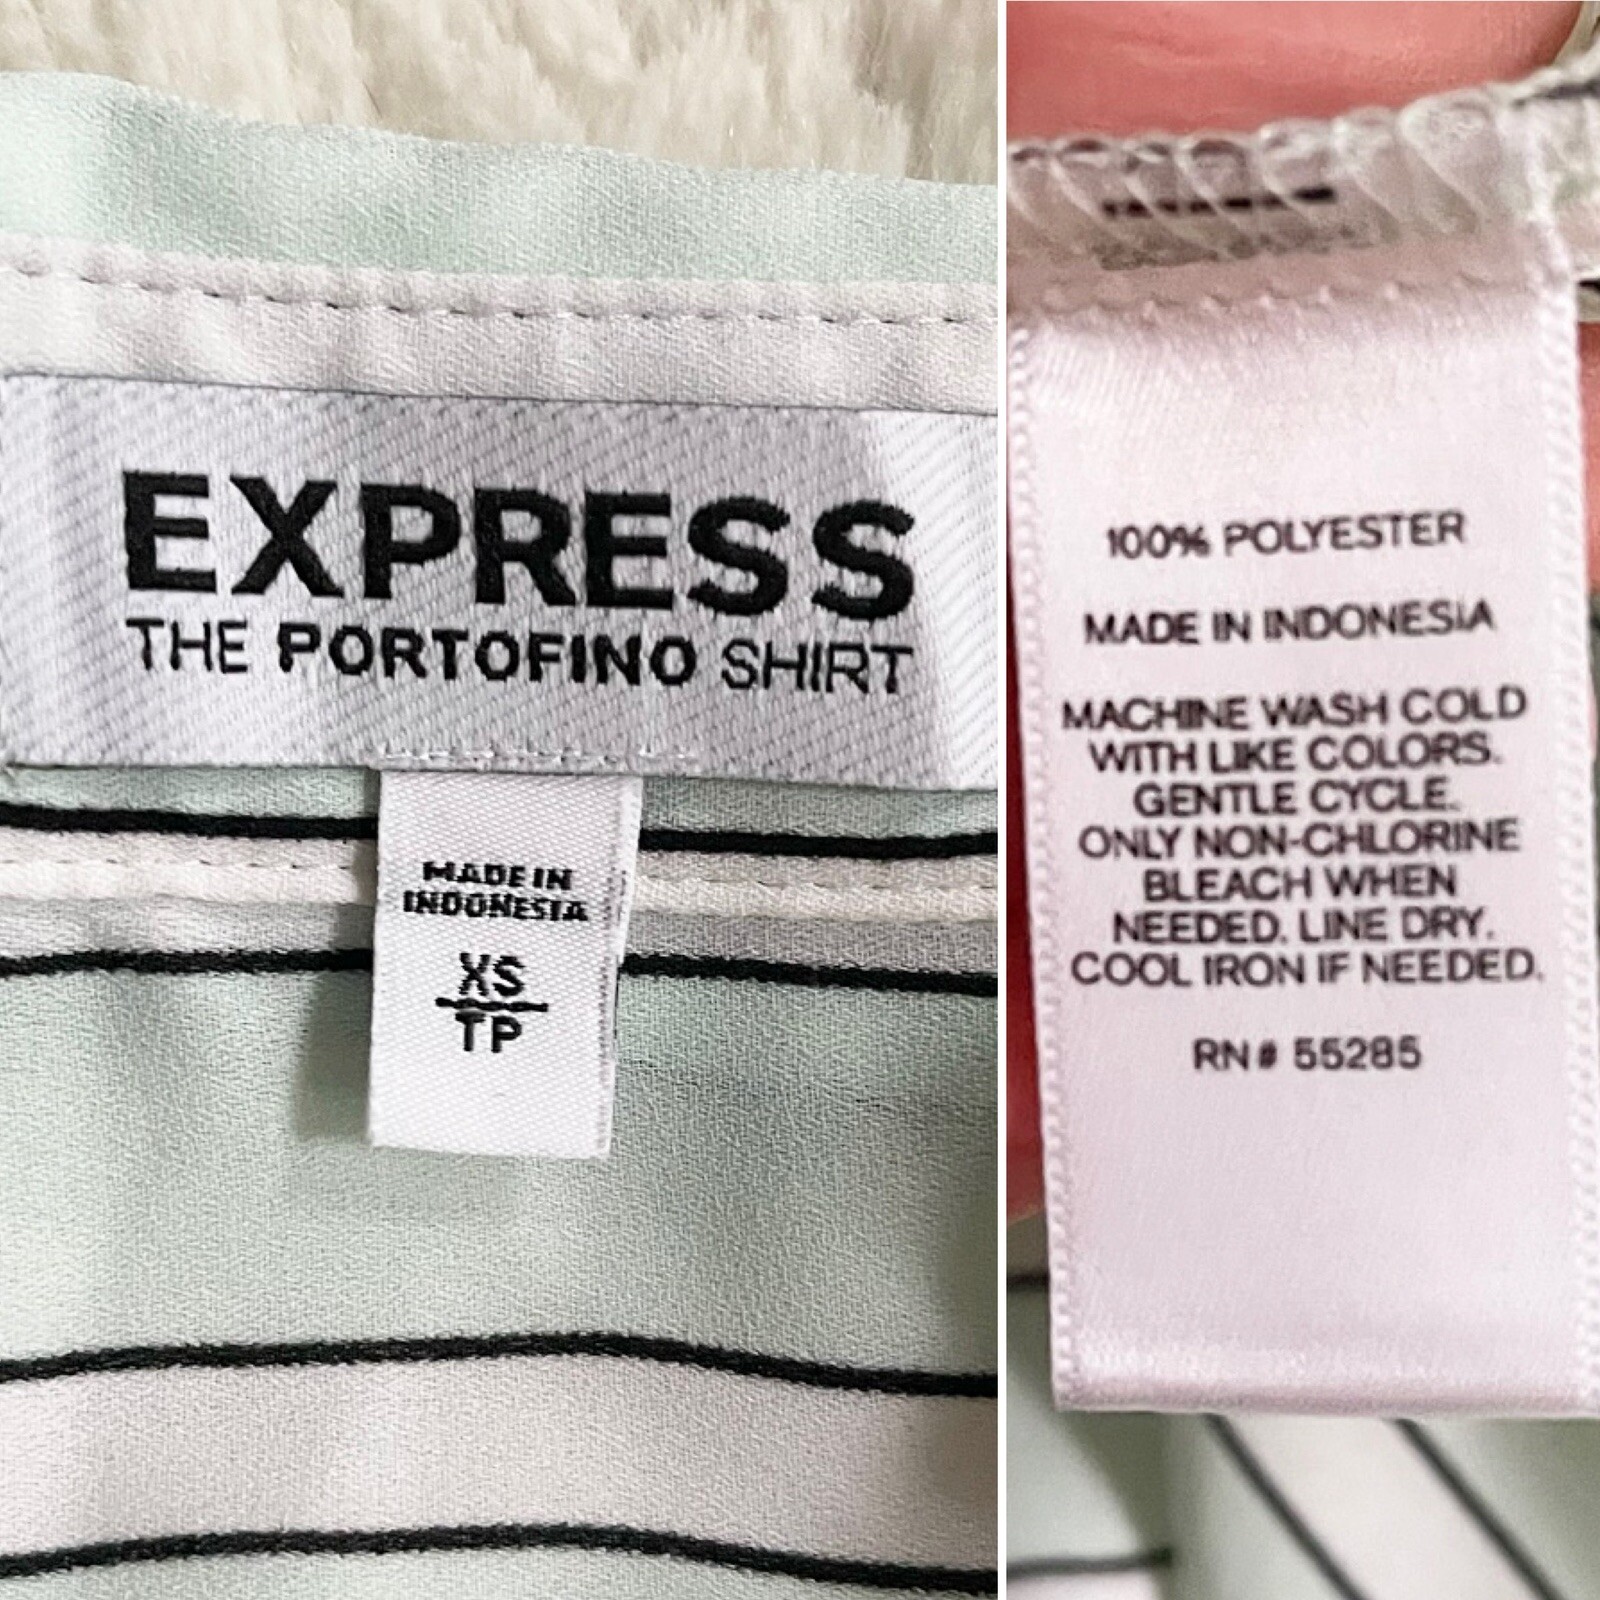 EXPRESS
THE PORTOFINO SHIRT
MADE IN
INDONESIA
XS
TP
100% POLYESTER
MADE IN INDONESIA
MACHINE WASH COLD
WITH LIKE COLORS.
GENTLE CYCLE.
ONLY NON-CHLORINE
BLEACH WHEN
NEEDED. LINE DRY.
COOL IRON IF NEEDED.
RN# 55285